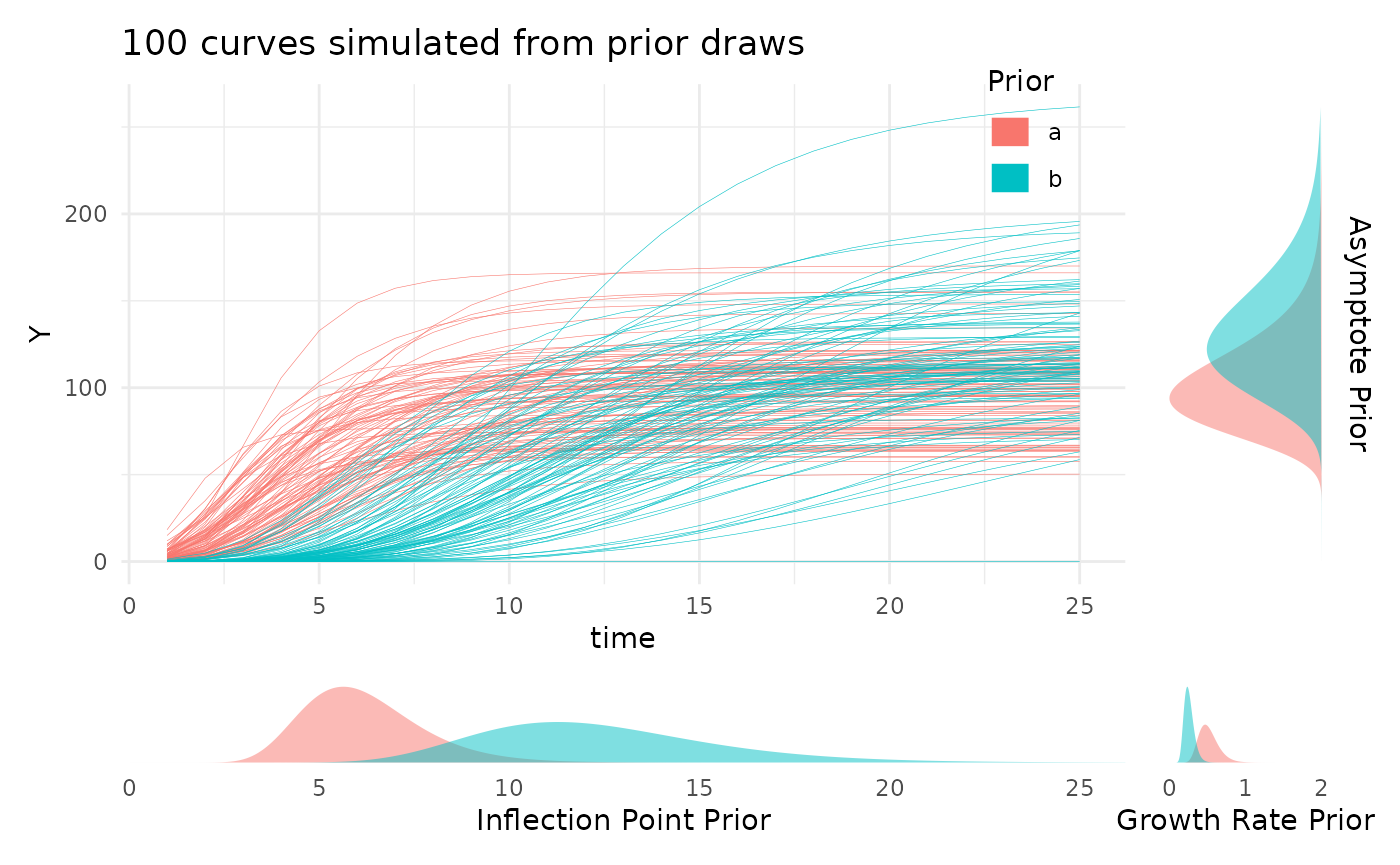 100 curves simulated from prior draws
Prior
a
b
Y
200
100
0
0 5 10 15 20 25
time
Asymptote Prior
0 5 10 15 20 25
Inflection Point Prior
0 1 2
Growth Rate Prior